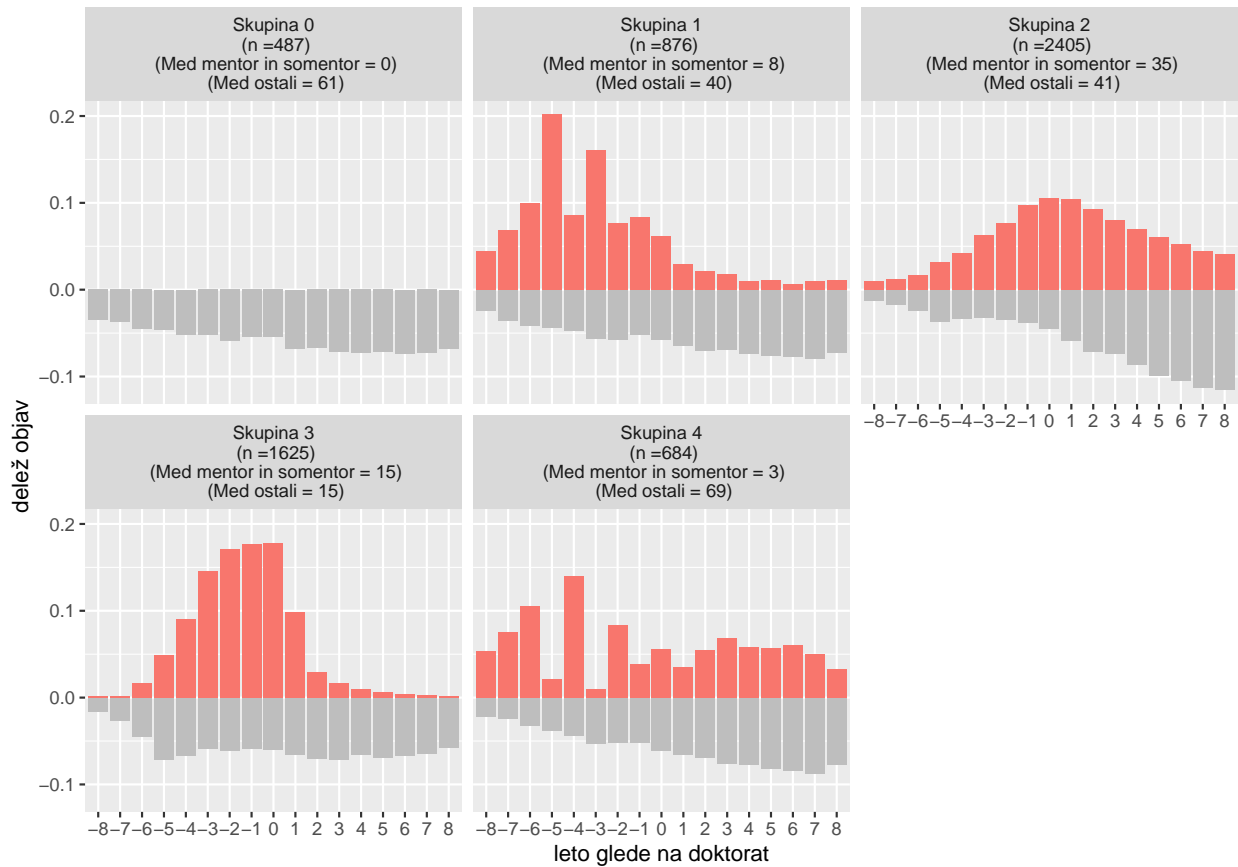 Skupina 0
(n =487)
(Med mentor in somentor = 0)
(Med ostali = 61)
Skupina 1
(n =876)
(Med mentor in somentor = 8)
(Med ostali = 40)
Skupina 2
(n =2405)
(Med mentor in somentor = 35)
(Med ostali = 41)
0.2
0.1
0.0
−0.1
−8 −7 −6 −5 −4 −3 −2 −1 0 1 2 3 4 5 6 7 8
delež objav
Skupina 3
(n =1625)
(Med mentor in somentor = 15)
(Med ostali = 15)
Skupina 4
(n =684)
(Med mentor in somentor = 3)
(Med ostali = 69)
0.2
0.1
0.0
−0.1
−8 −7 −6 −5 −4 −3 −2 −1 0 1 2 3 4 5 6 7 8
−8 −7 −6 −5 −4 −3 −2 −1 0 1 2 3 4 5 6 7 8
leto glede na doktorat